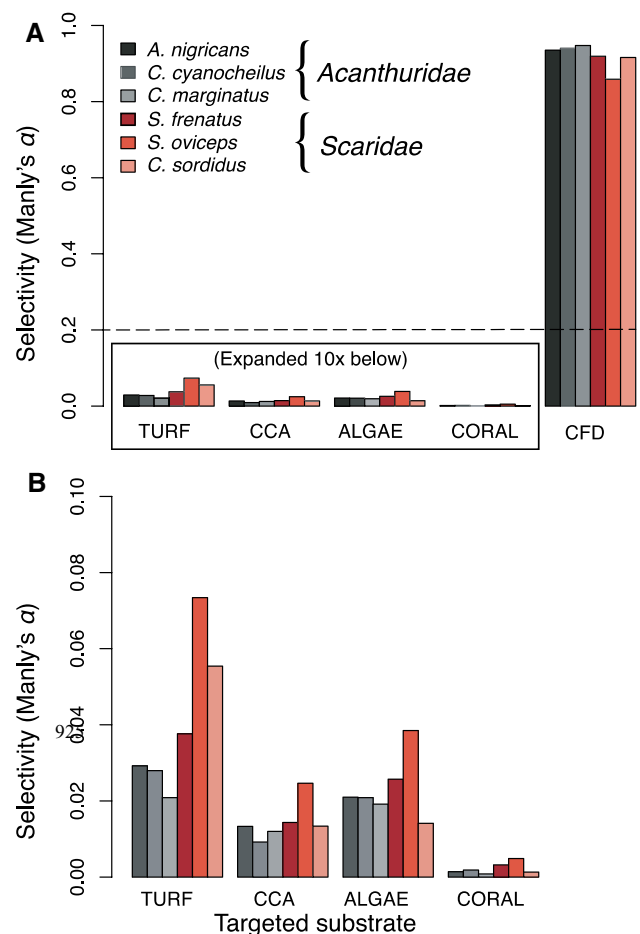 A
1.0
0.8
0.6
0.4
0.2
0.0
Selectivity (Manly's α)
A. nigricans
C. cyanocheilus
C. marginatus
Acanthuridae
S. frenatus
S. oviceps
C. sordidus
Scaridae
(Expanded 10x below)
TURF CCA ALGAE CORAL CFD
B
0.10
0.08
0.06
0.04
0.02
0.00
Selectivity (Manly's α)
TURF CCA ALGAE CORAL
Targeted substrate